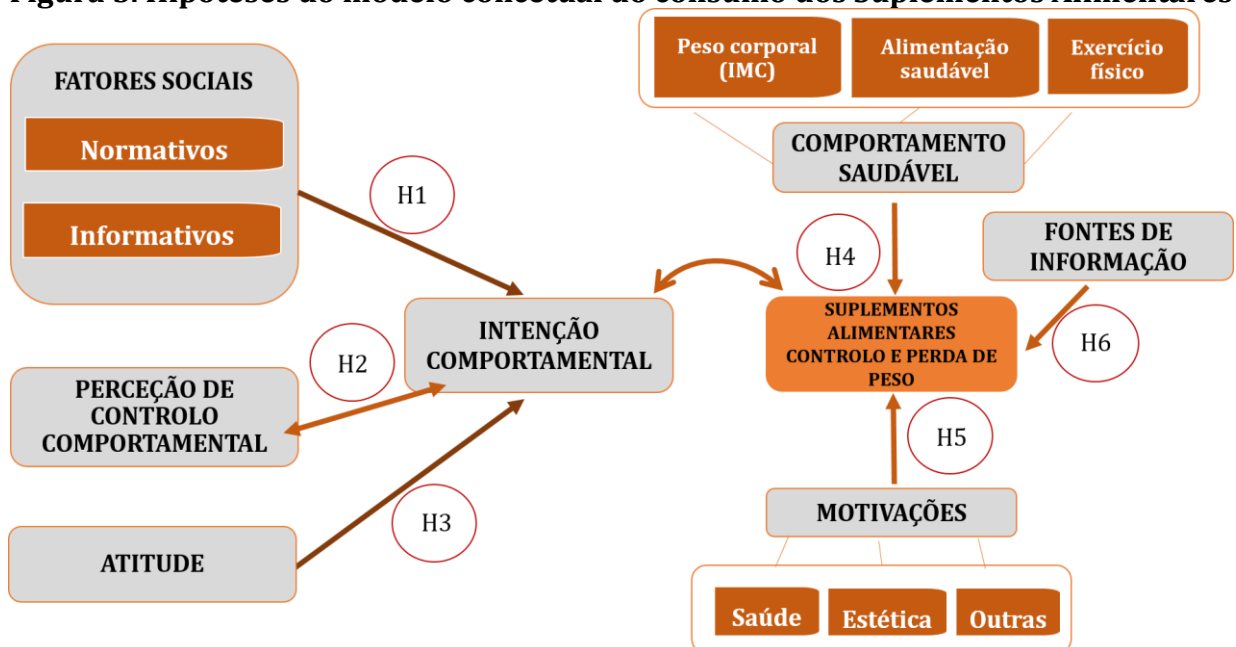 Figura 3. Hipóteses do modelo concetual do consumo dos Suplementos Alimentares
FATORES SOCIAIS
Normativos
Informativos
H1
PERCEÇÃO DE
CONTROLO
COMPORTAMENTAL
H2
ATITUDE
H3
INTENÇÃO
COMPORTAMENTAL
Peso corporal
(IMC)
Alimentação
saudável
Exercício
físico
COMPORTAMENTO
SAUDÁVEL
H4
FONTES DE
INFORMAÇÃO
H6
SUPLEMENTOS
ALIMENTARES
CONTROLO E PERDA DE
PESO
H5
MOTIVAÇÕES
Saúde
Estética
Outras